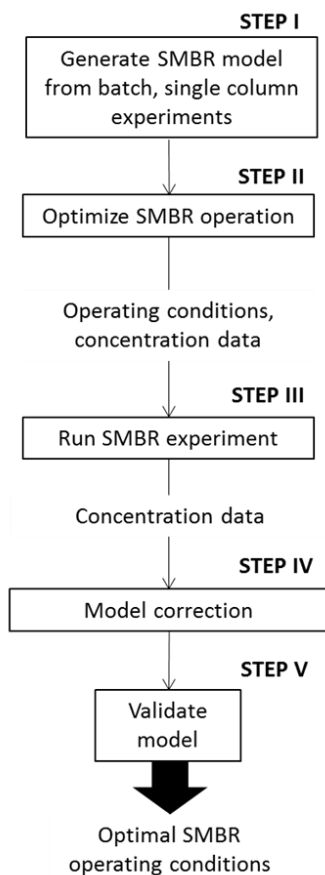 STEP I
Generate SMBR model
from batch, single column
experiments
STEP II
Optimize SMBR operation
Operating conditions,
concentration data
STEP III
Run SMBR experiment
Concentration data
STEP IV
Model correction
STEP V
Validate
model
Optimal SMBR
operating conditions